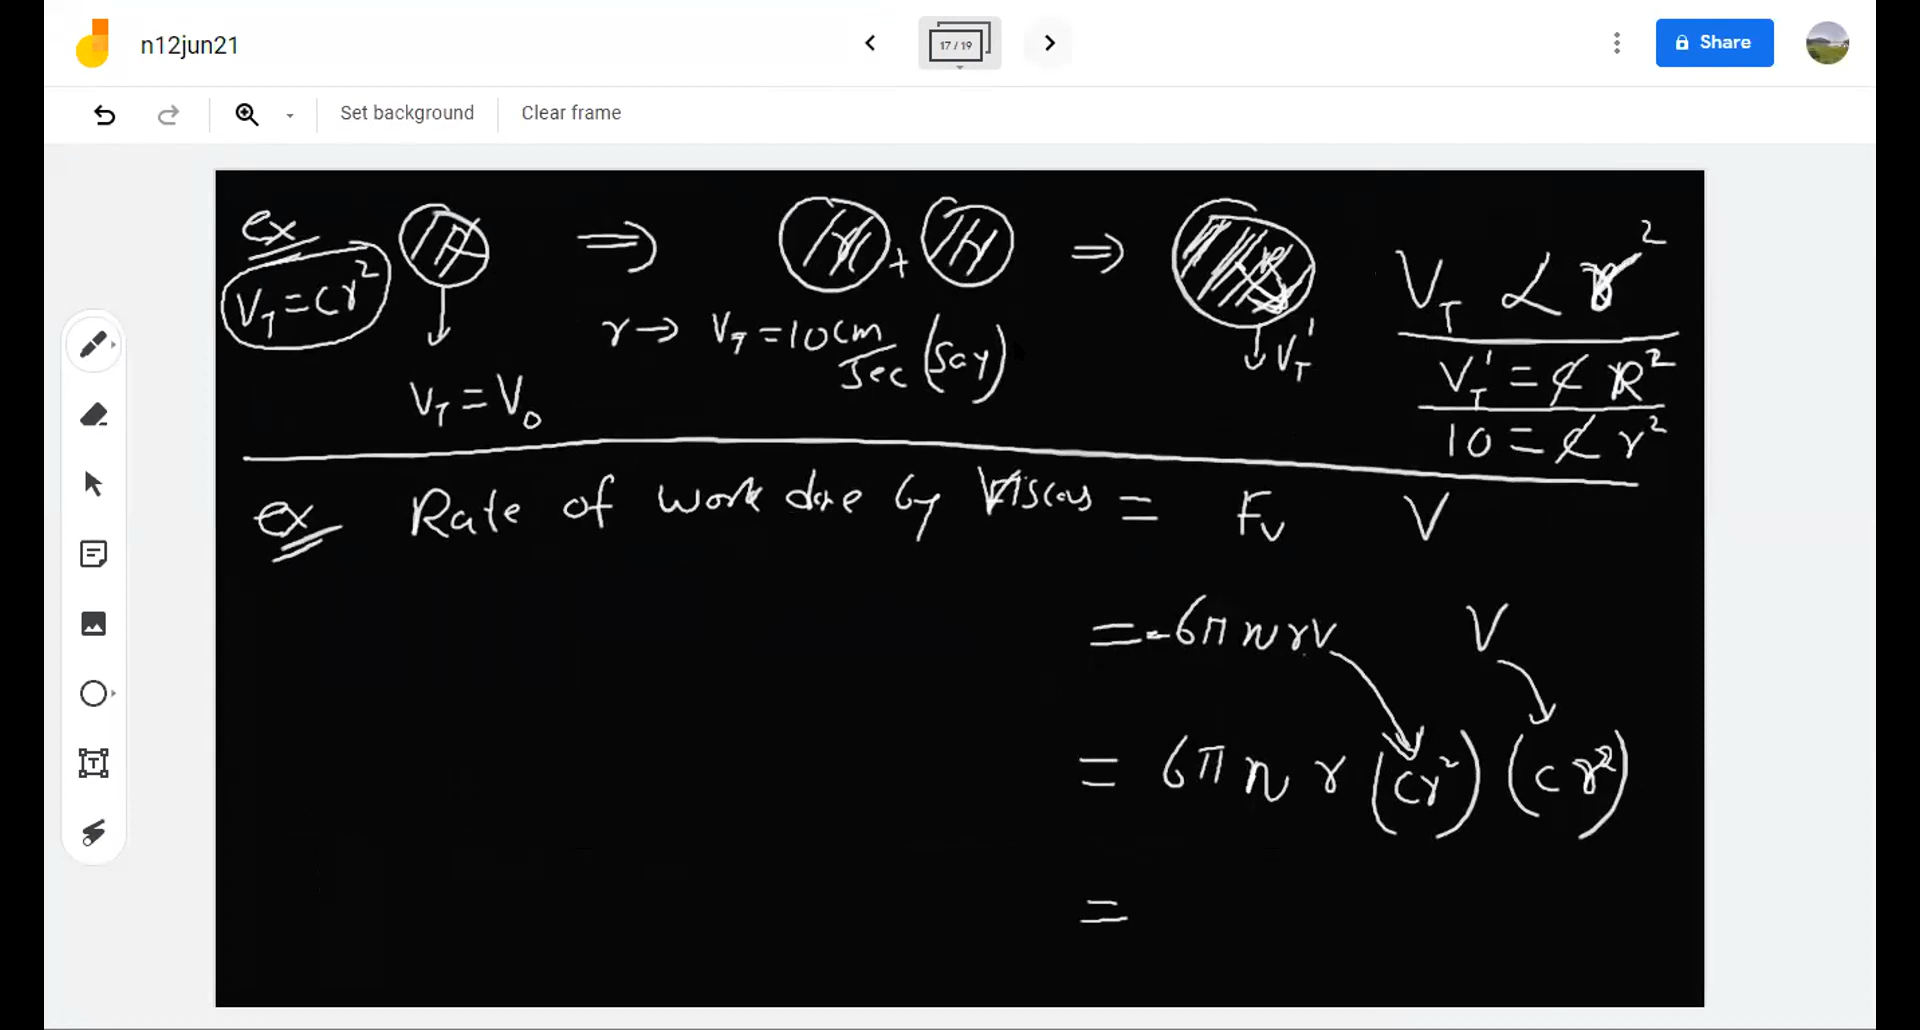 n12jun21
17 / 19
Share
Set background
Clear frame
ex
⇒
+
⇒
V_T ∝ r²
V_T = Cr²
r → V_T = 10 cm/sec (Say)
V_T'
V_T' = C R²
V_T = V_0
10 = C r²
ex Rate of work done by Viscous = F_V V
= -6π η r V V
= 6π η r (Cr²) (C r²)
=